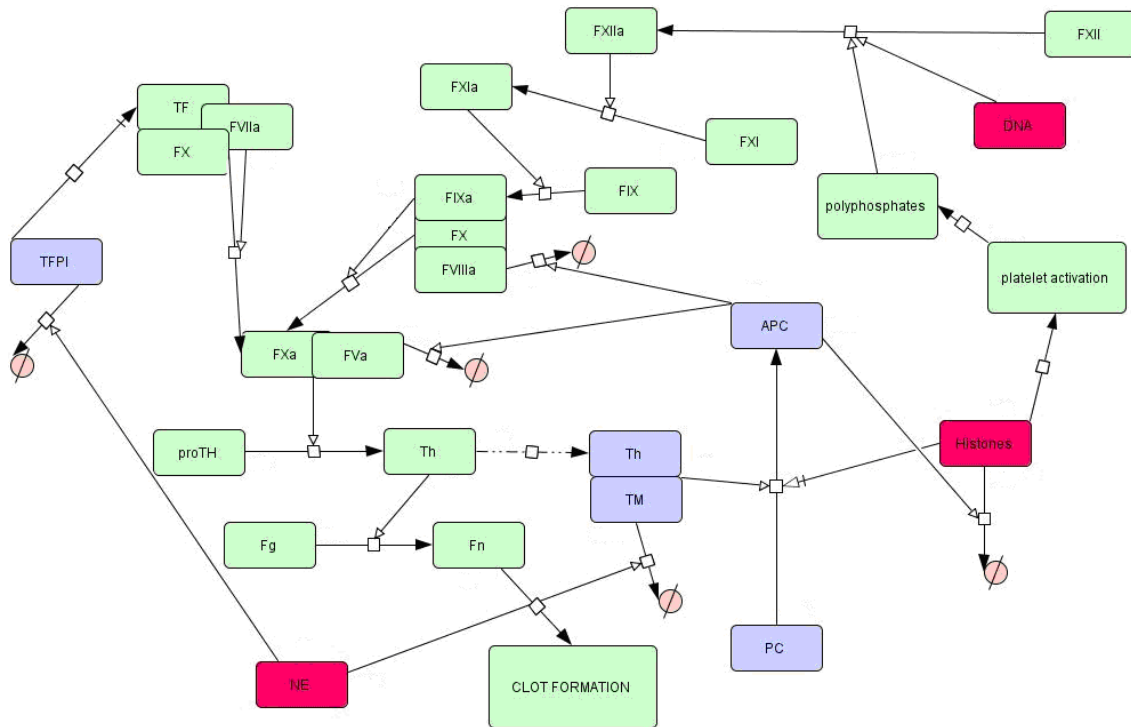 FXIIa
FXII
FXIa
TF
FVIIa
DNA
FX
FXI
FIXa
FIX
polyphosphates
FX
TFPI
FVIIIa
platelet activation
APC
FXa
FVa
proTH
Th
Th
Histones
TM
Fg
Fn
PC
NE
CLOT FORMATION